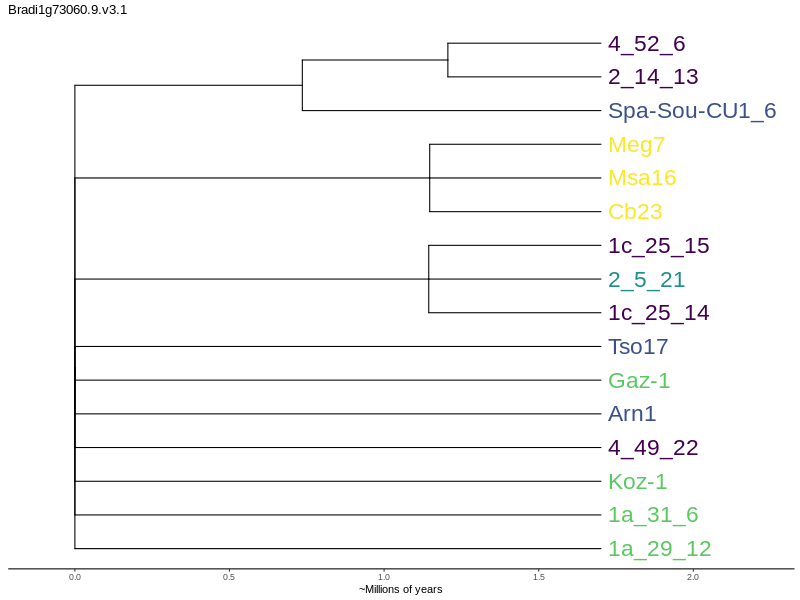 Bradi1g73060.9.v3.1
4_52_6
2_14_13
Spa-Sou-CU1_6
Meg7
Msa16
Cb23
1c_25_15
2_5_21
1c_25_14
Tso17
Gaz-1
Arn1
4_49_22
Koz-1
1a_31_6
1a_29_12
0.0 0.5 1.0 1.5 2.0
~Millions of years